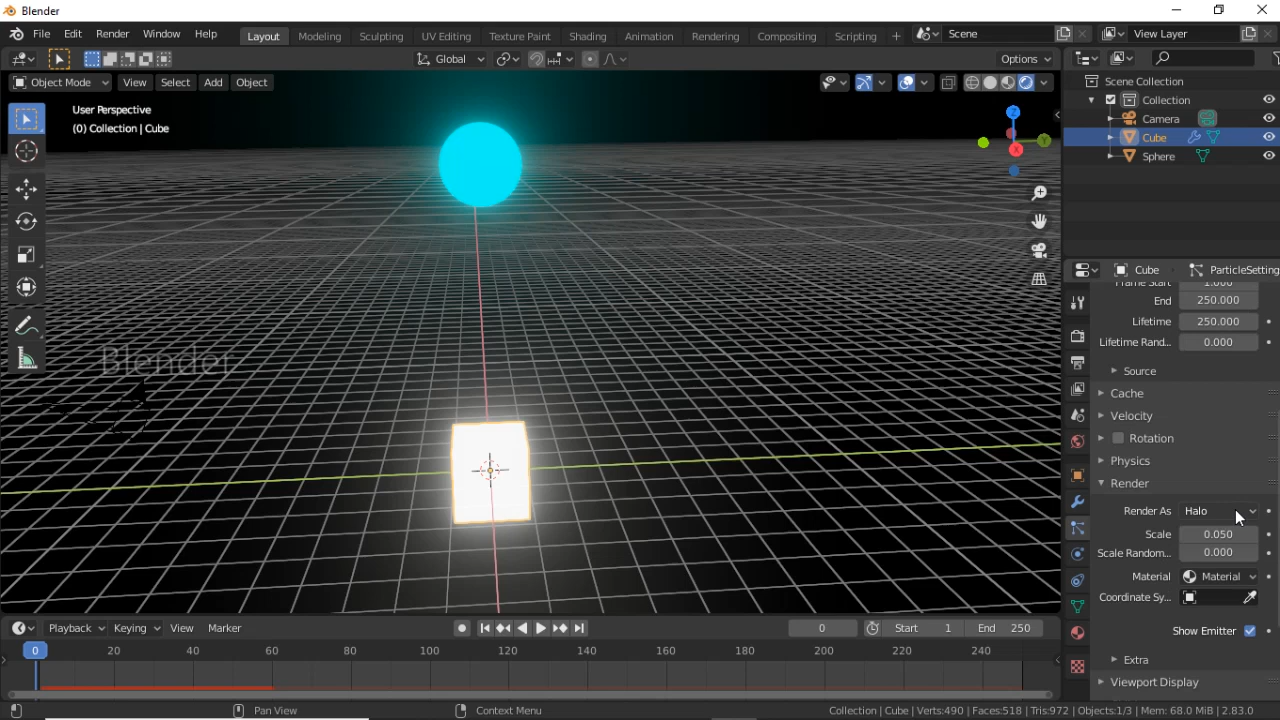 Blender
File Edit Render Window Help Layout Modeling Sculpting UV Editing Texture Paint Shading Animation Rendering Compositing Scripting + Scene View Layer
Global Options
Object Mode View Select Add Object
User Perspective
(0) Collection | Cube
Z
Y
X
Scene Collection
Collection
Camera
Cube
Sphere
Cube ParticleSetting
Frame Start 1.000
End 250.000
Lifetime 250.000
Lifetime Rand... 0.000
Source
Cache
Velocity
Rotation
Physics
Render
Render As Halo
Scale 0.050
Scale Random... 0.000
Material Material
Coordinate Sy...
Show Emitter
Extra
Viewport Display
Blender
Playback Keying View Marker 0 Start 1 End 250
0 20 40 60 80 100 120 140 160 180 200 220 240
Pan View Context Menu Collection | Cube | Verts:490 | Faces:518 | Tris:972 | Objects:1/3 | Mem: 68.0 MiB | 2.83.0